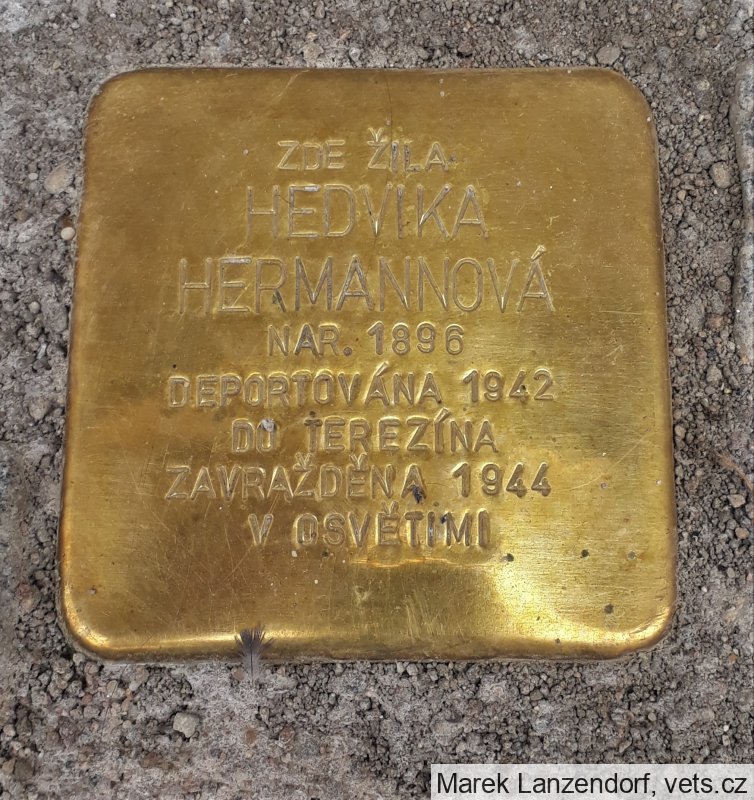 ZDE ŽILA
HEDVIKA
HERMANNOVÁ
NAR. 1896
DEPORTOVÁNA 1942
DO TEREZÍNA
ZAVRAŽDĚNA 1944
V OSVĚTIMI
Marek Lanzendorf, vets.cz